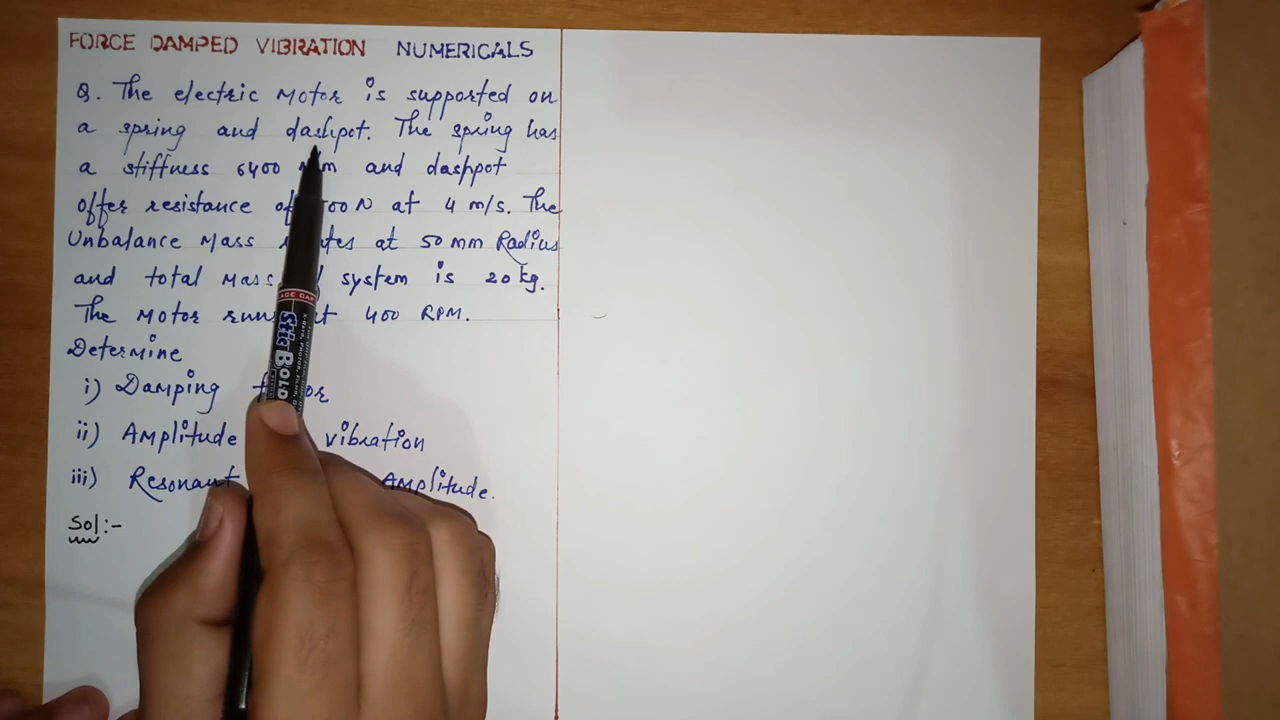 FORCE DAMPED VIBRATION NUMERICALS
Q. The electric Motor is supported on
a spring and dashpot. The spring has
a stiffness 6400 and dashpot
offer resistance of at 4 m/s. The
Unbalance Mass at 50 mm Radius
and total Mass system is 20 kg.
The Motor 400 RPM.
Determine
i) Damping
ii) Amplitude vibration
iii) Resonant Amplitude.
Sol:-
Stic BOLD